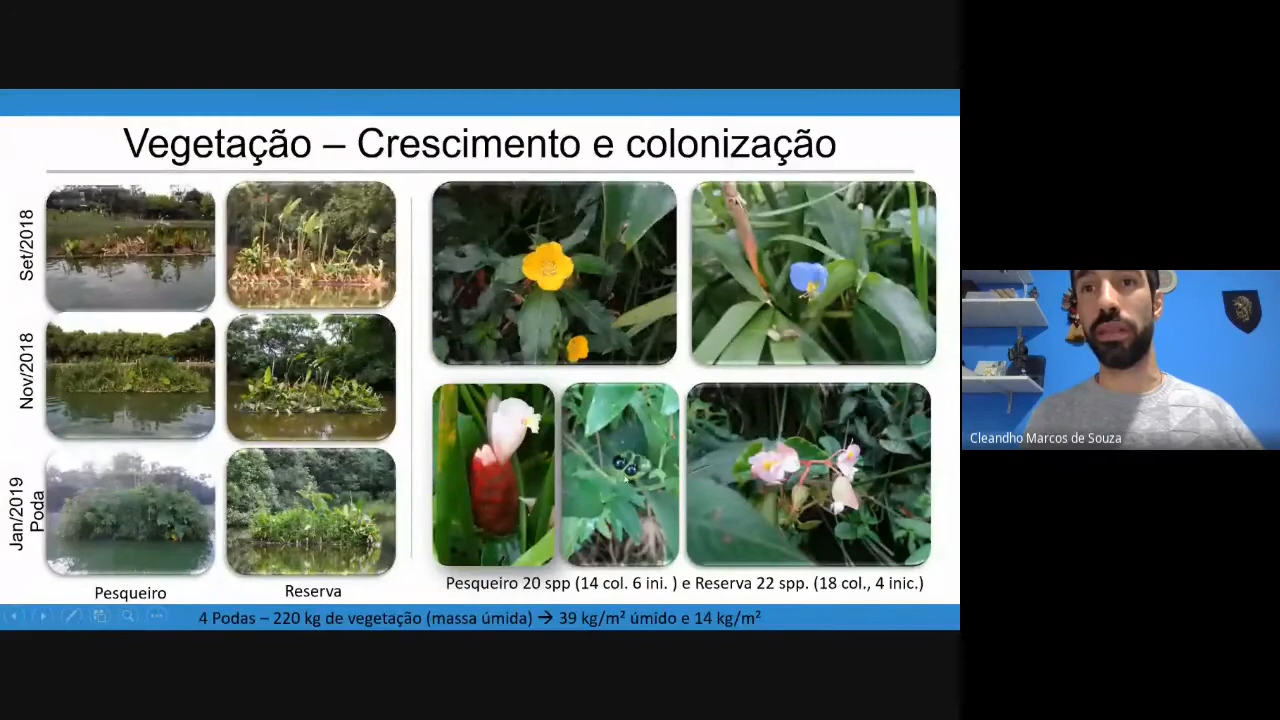 Vegetação – Crescimento e colonização
Set/2018
Nov/2018
Jan/2019
Poda
Pesqueiro
Reserva
Pesqueiro 20 spp (14 col. 6 ini. ) e Reserva 22 spp. (18 col., 4 inic.)
4 Podas – 220 kg de vegetação (massa úmida) → 39 kg/m² úmido e 14 kg/m²
Cleandho Marcos de Souza